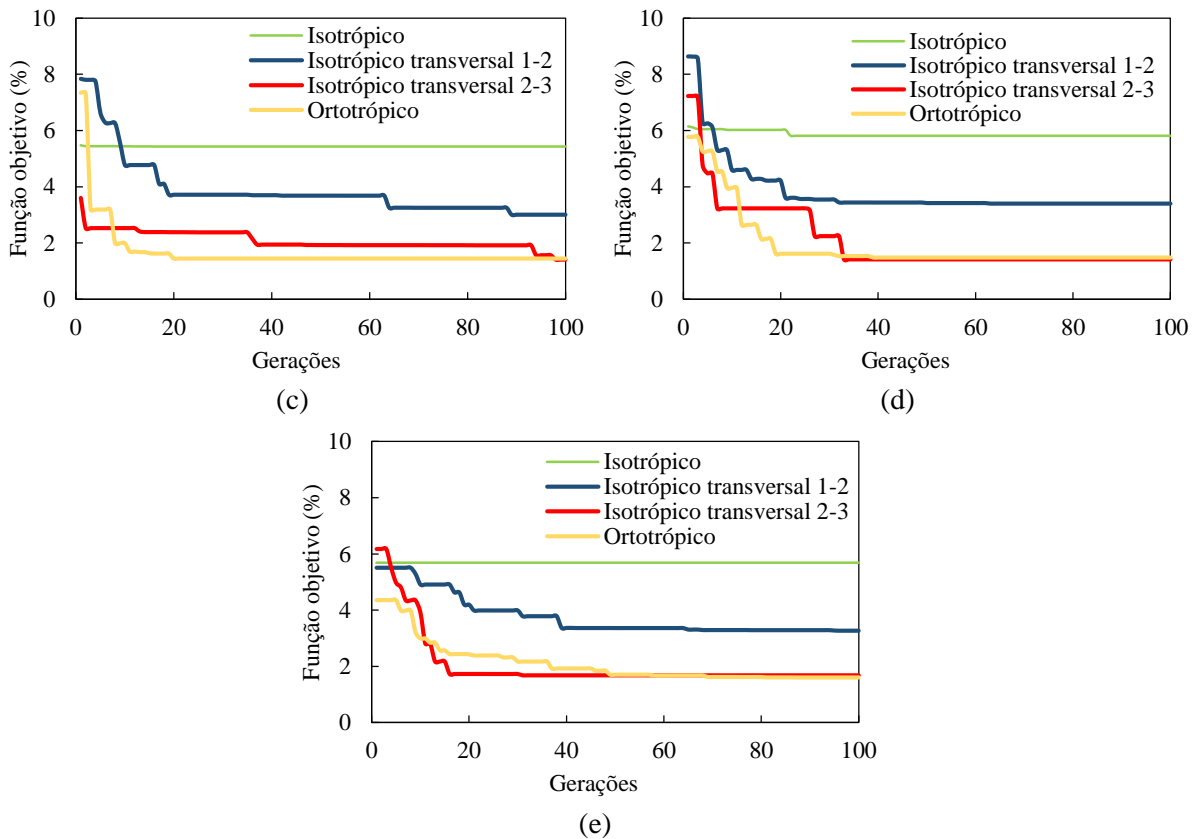 10
8
6
4
2
0
Função objetivo (%)
Isotrópico
Isotrópico transversal 1-2
Isotrópico transversal 2-3
Ortotrópico
0 20 40 60 80 100
Gerações
(c)
10
8
6
4
2
0
Função objetivo (%)
Isotrópico
Isotrópico transversal 1-2
Isotrópico transversal 2-3
Ortotrópico
0 20 40 60 80 100
Gerações
(d)
10
8
6
4
2
0
Função objetivo (%)
Isotrópico
Isotrópico transversal 1-2
Isotrópico transversal 2-3
Ortotrópico
0 20 40 60 80 100
Gerações
(e)